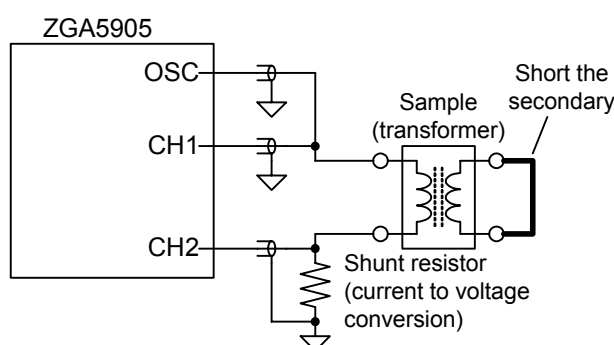 ZGA5905
OSC
CH1
CH2
Sample
(transformer)
Short the
secondary
Shunt resistor
(current to voltage
conversion)